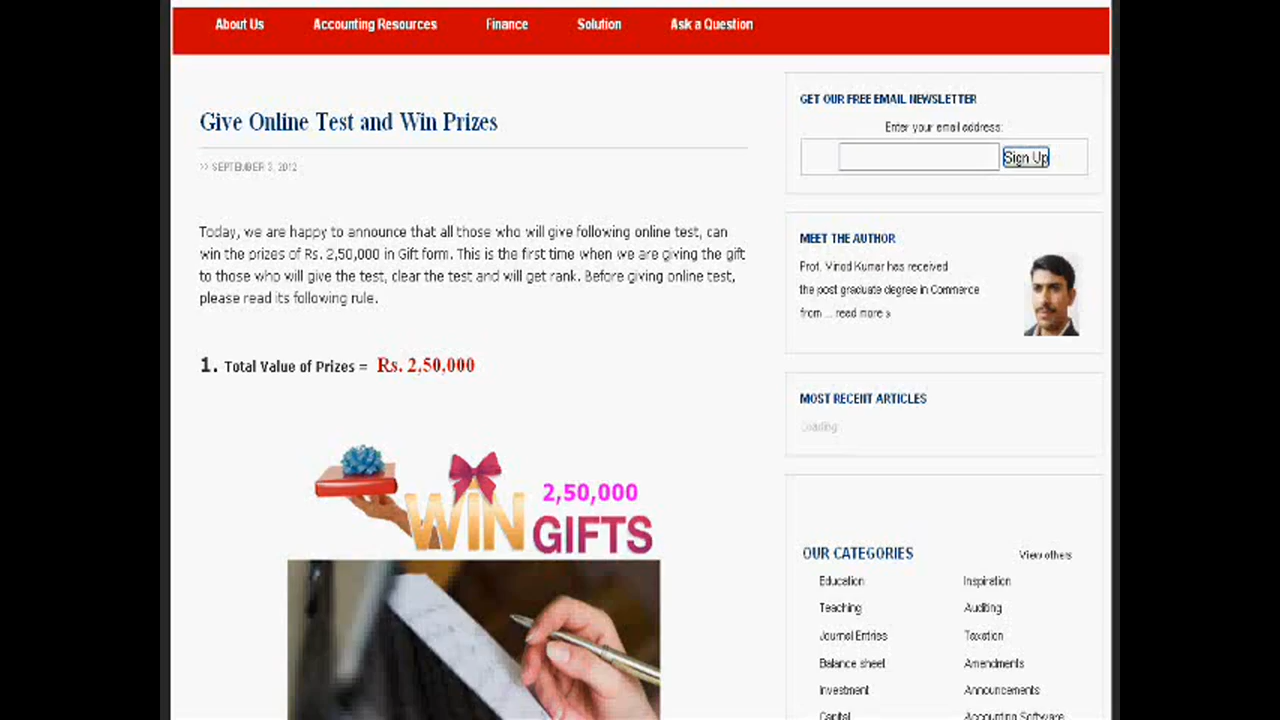 About Us Accounting Resources Finance Solution Ask a Question
Give Online Test and Win Prizes
>> SEPTEMBER 3, 2012
Today, we are happy to announce that all those who will give following online test, can
win the prizes of Rs. 2,50,000 in Gift form. This is the first time when we are giving the gift
to those who will give the test, clear the test and will get rank. Before giving online test,
please read its following rule.
1. Total Value of Prizes = Rs. 2,50,000
2,50,000
WIN GIFTS
GET OUR FREE EMAIL NEWSLETTER
Enter your email address:
Sign Up
MEET THE AUTHOR
Prof. Vinod Kumar has received
the post graduate degree in Commerce
from ... read more »
MOST RECENT ARTICLES
Loading
OUR CATEGORIES View others
Education Inspiration
Teaching Auditing
Journal Entries Taxation
Balance sheet Amendments
Investment Announcements
Capital Accounting Software